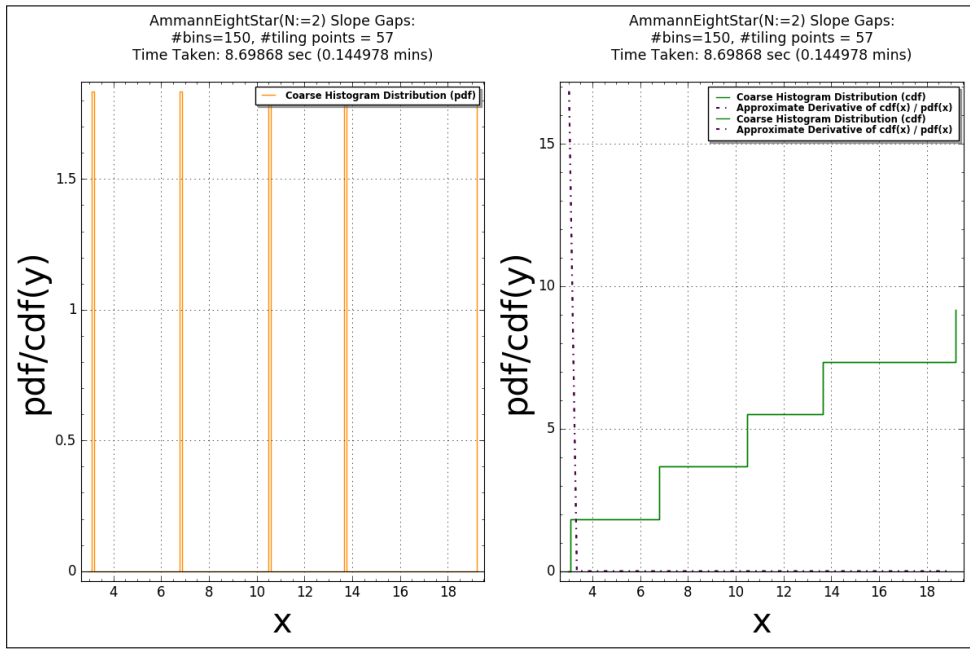 AmmannEightStar(N:=2) Slope Gaps:
#bins=150, #tiling points = 57
Time Taken: 8.69868 sec (0.144978 mins)
Coarse Histogram Distribution (pdf)
pdf/cdf(y)
1.5
1
0.5
0
4
6
8
10
12
14
16
18
x
AmmannEightStar(N:=2) Slope Gaps:
#bins=150, #tiling points = 57
Time Taken: 8.69868 sec (0.144978 mins)
Coarse Histogram Distribution (cdf)
Approximate Derivative of cdf(x) / pdf(x)
Coarse Histogram Distribution (cdf)
Approximate Derivative of cdf(x) / pdf(x)
pdf/cdf(y)
15
10
5
0
4
6
8
10
12
14
16
18
x